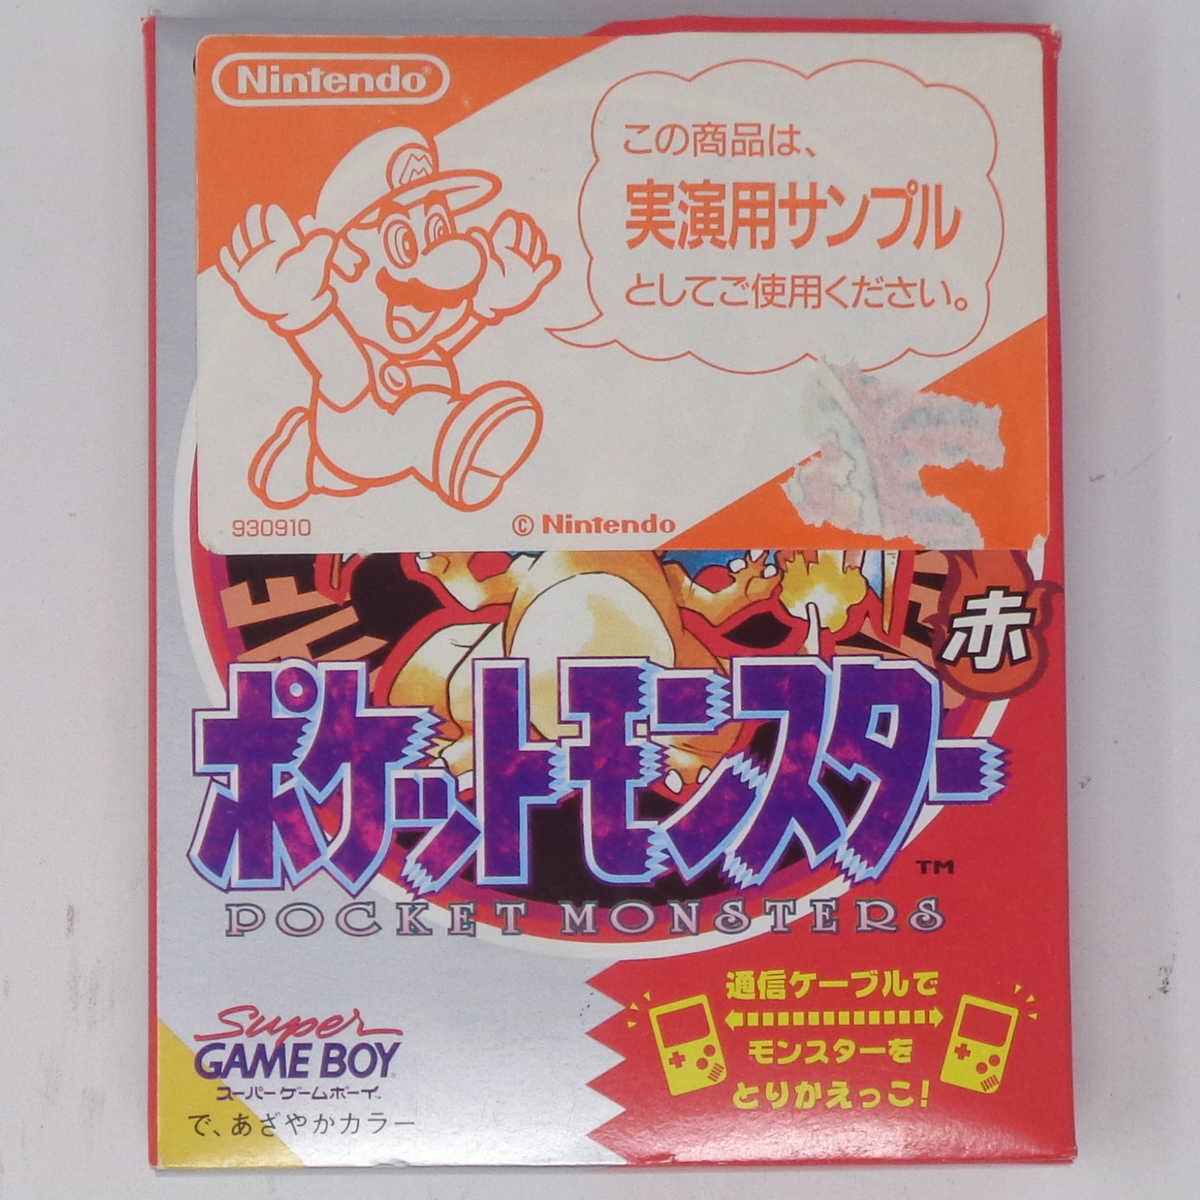 Nintendo®
M
この商品は、
実演用サンプル
としてご使用ください。
930910
© Nintendo
赤
ポケットモンスター
TM
POCKET MONSTERS
通信ケーブルで
モンスターを
とりかえっこ!
Super
GAME BOY
スーパーゲームボーイ
で、あざやかカラー